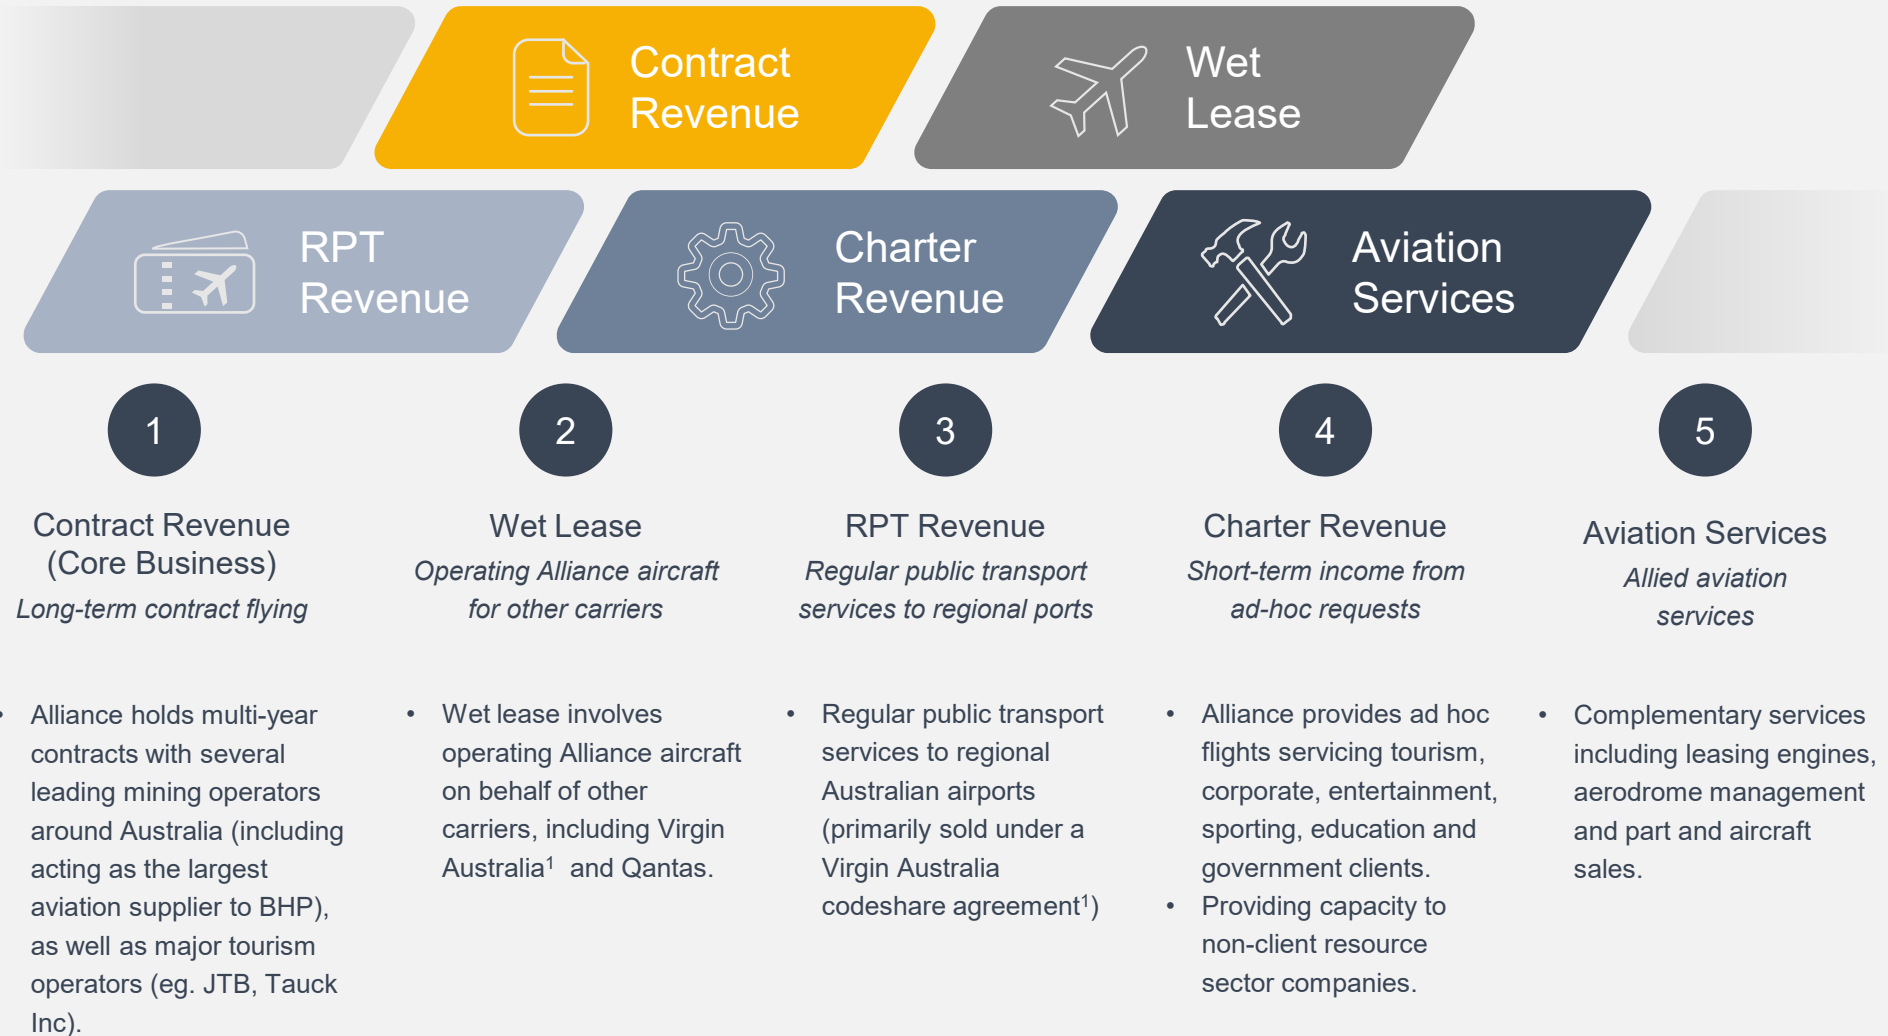 Contract
Revenue
Wet
Lease
RPT
Revenue
Charter
Revenue
Aviation
Services
1
Contract Revenue
(Core Business)
Long-term contract flying
• Alliance holds multi-year
contracts with several
leading mining operators
around Australia (including
acting as the largest
aviation supplier to BHP),
as well as major tourism
operators (eg. JTB, Tauck
Inc).
2
Wet Lease
Operating Alliance aircraft
for other carriers
• Wet lease involves
operating Alliance aircraft
on behalf of other
carriers, including Virgin
Australia¹ and Qantas.
3
RPT Revenue
Regular public transport
services to regional ports
• Regular public transport
services to regional
Australian airports
(primarily sold under a
Virgin Australia
codeshare agreement¹)
4
Charter Revenue
Short-term income from
ad-hoc requests
• Alliance provides ad hoc
flights servicing tourism,
corporate, entertainment,
sporting, education and
government clients.
• Providing capacity to
non-client resource
sector companies.
5
Aviation Services
Allied aviation
services
• Complementary services
including leasing engines,
aerodrome management
and part and aircraft
sales.